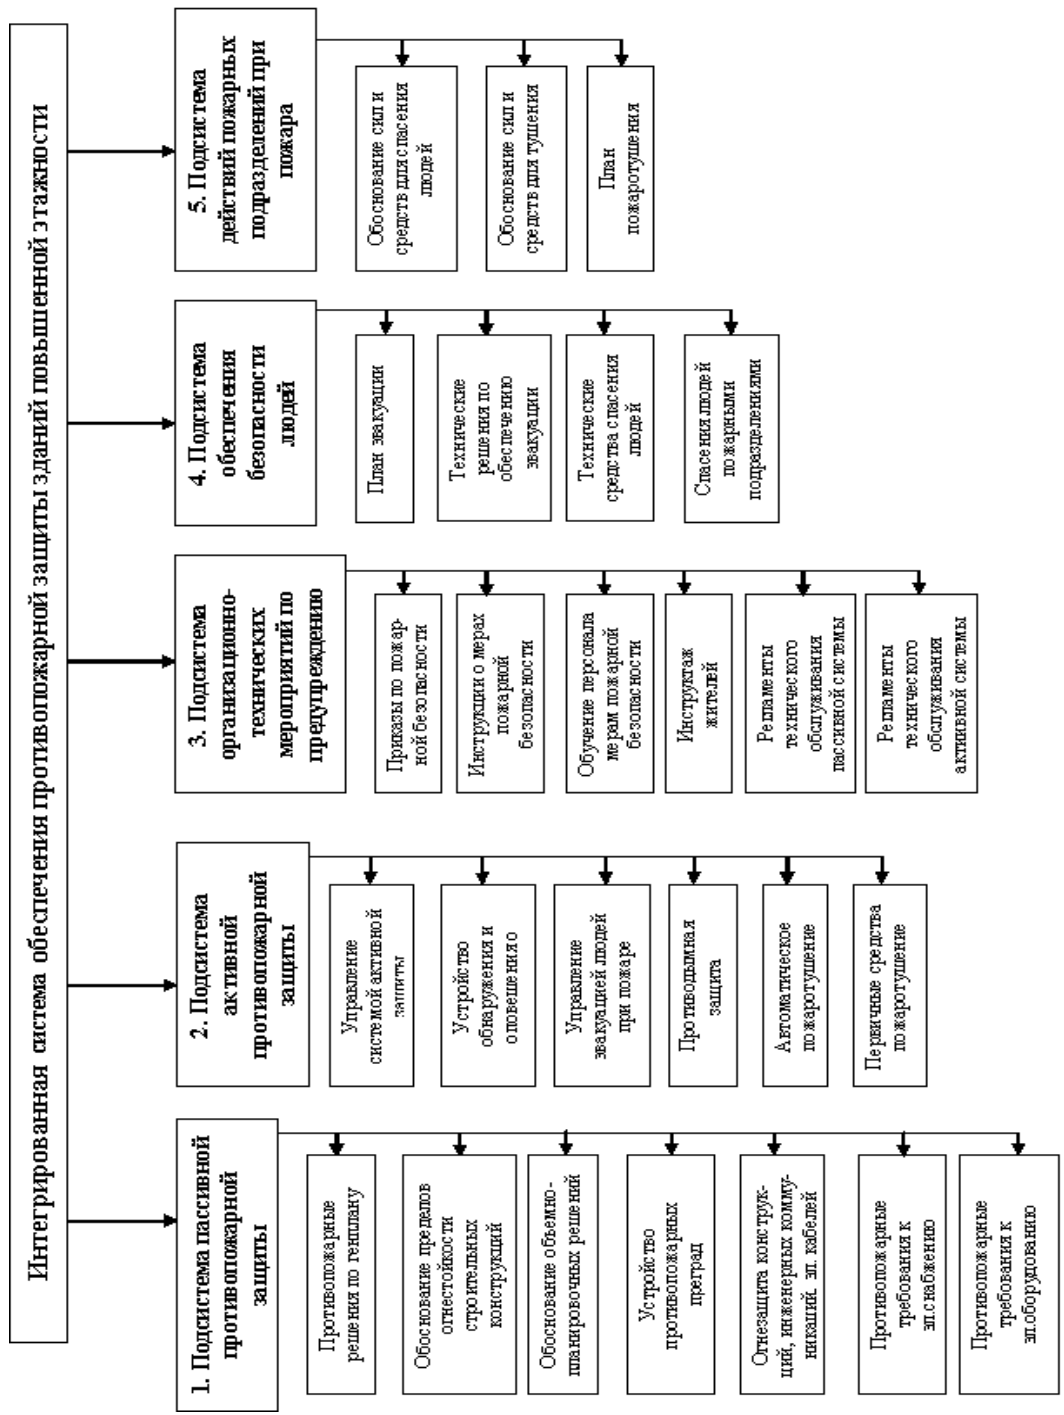 Интегрированная система обеспечения противопожарной защиты зданий повышенной этажности
1. Подсистема пассивной
противопожарной
защиты
Противопожарные
решения по генплану
Обоснование пределов
огнестойкости
строительных
конструкций
Обоснование объемно-
планировочных решений
Устройство
противопожарных
преград
Огнезащита конструк-
ций, инженерных комму-
никаций. эл. кабелей
Противопожарные
требования к
эл.снабжению
Противопожарные
требования к
эл.оборудованию
2. Подсистема
активной
противопожарной
защиты
Управление
системой активной
защиты
Устройство
обнаружения и
оповещения о
Управление
эвакуацией людей
при пожаре
Противодымная
защита
Автоматическое
пожаротушение
Первичные средства
пожаротушение
3. Подсистема
организационно-
технических
мероприятий по
предупреждению
Приказы по пожар-
ной безопасности
Инструкции о мерах
пожарной
безопасности
Обучение персонала
мерам пожарной
безопасности
Инструктаж
жителей
Регламенты
технического
обслуживания
пассивной системы
Регламенты
технического
обслуживания
активной системы
4. Подсистема
обеспечения
безопасности
людей
План эвакуации
Технические
решения по
обеспечению
эвакуации
Технические
средства спасения
людей
Спасения людей
пожарными
подразделениями
5. Подсистема
действий пожарных
подразделений при
пожара
Обоснование сил и
средств для спасения
людей
Обоснование сил и
средств для тушения
План
пожаротушения